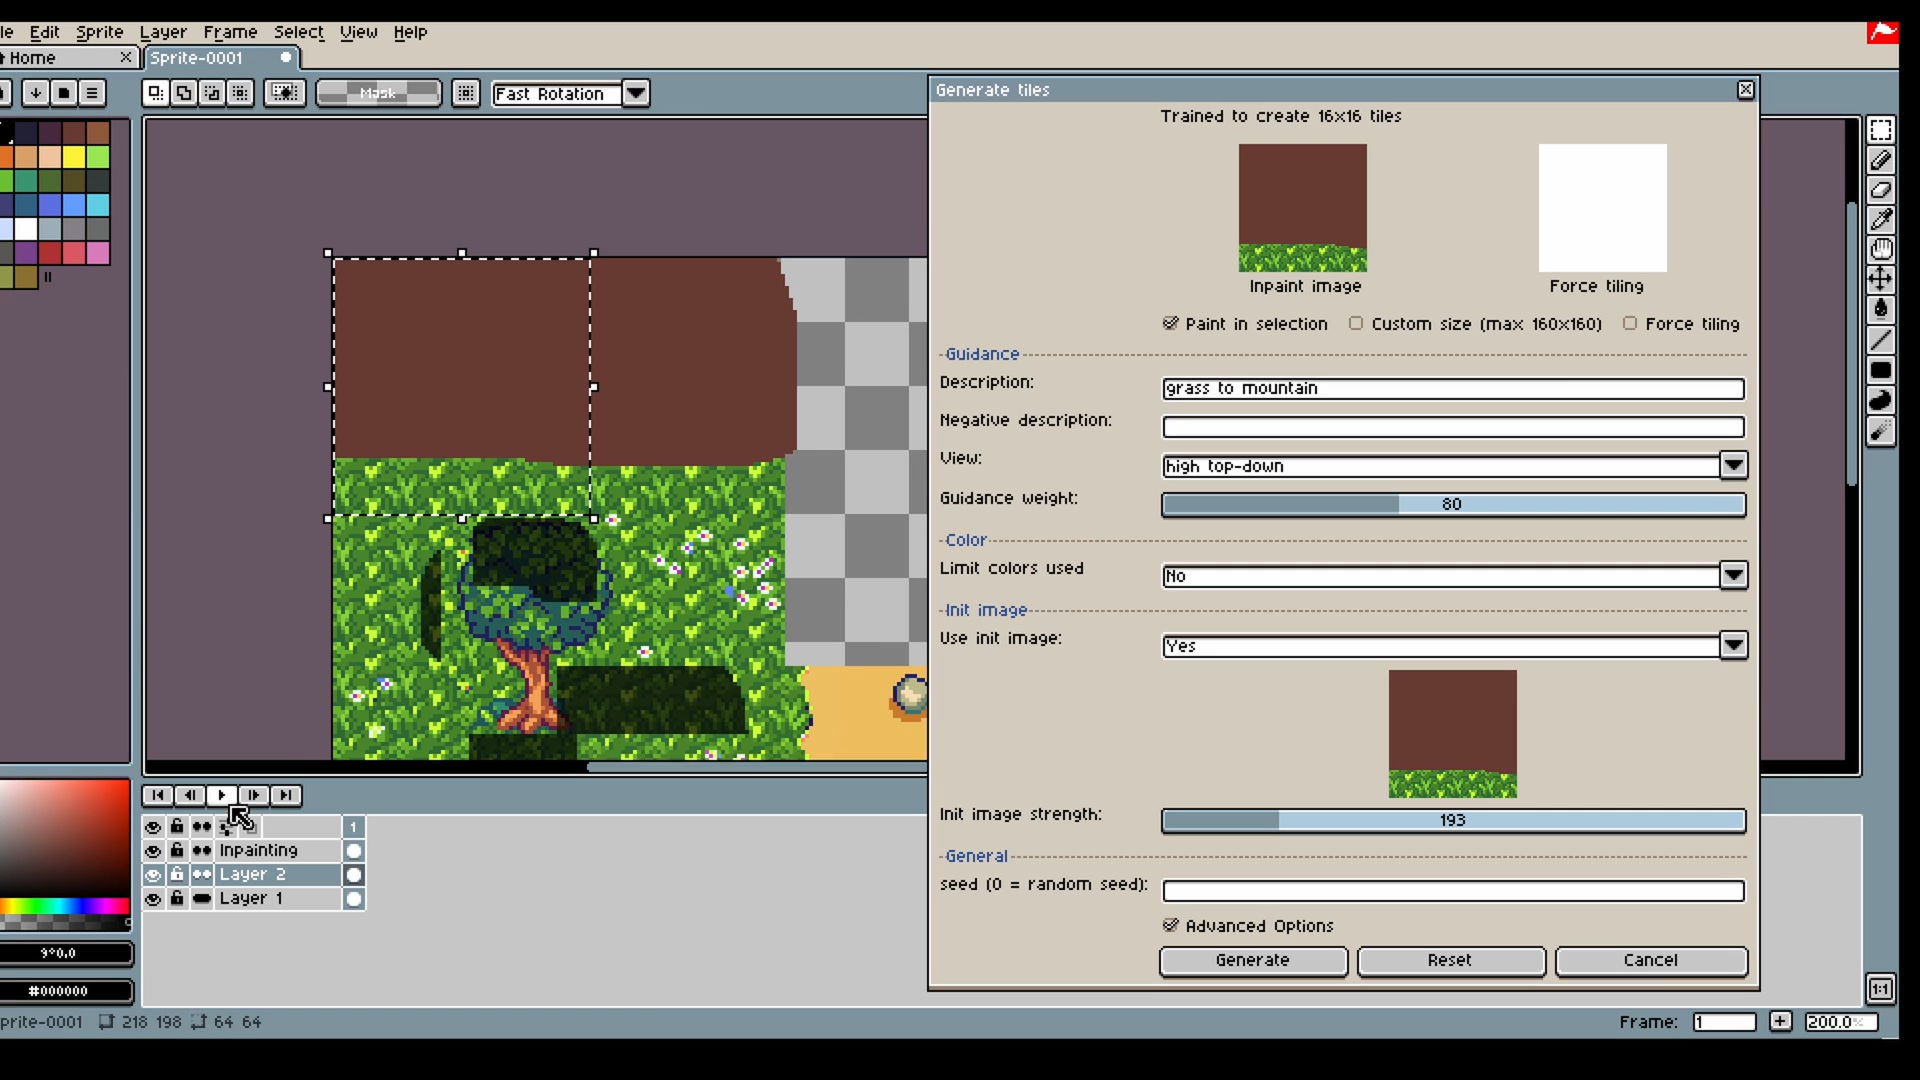 le Edit Sprite Layer Frame Select View Help
Home
Sprite-0001
Mask
Fast Rotation
Generate tiles
Trained to create 16x16 tiles
Inpaint image
Force tiling
Paint in selection
Custom size (max 160x160)
Force tiling
Guidance
Description:
grass to mountain
Negative description:
View:
high top-down
Guidance weight:
80
Color
Limit colors used
No
Init image
Use init image:
Yes
Init image strength:
193
General
seed (0 = random seed):
Advanced Options
Generate
Reset
Cancel
1
Inpainting
Layer 2
Layer 1
#000000
1:1
prite-0001
218 198
64 64
Frame:
1
+
200.0